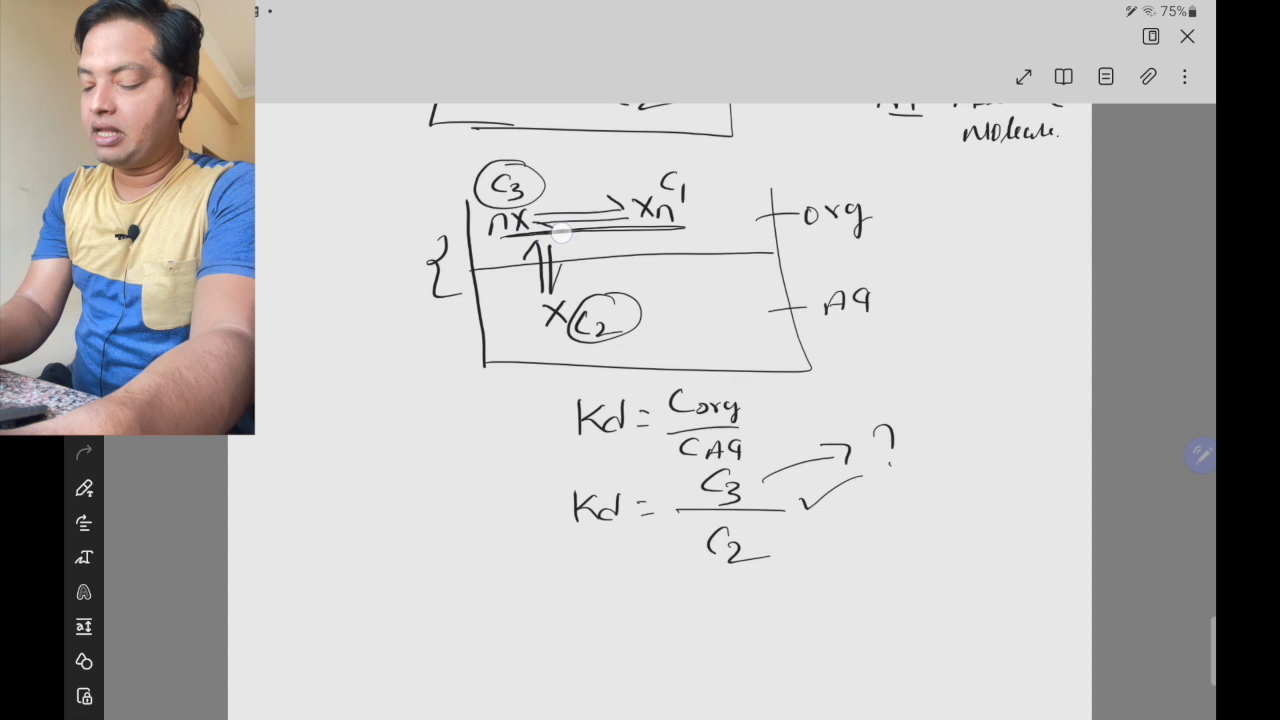 75%
Molecule.
C3
nX ⇌ Xn C1
org
X C2
AQ
Kd = Corg
CAQ
Kd = C3 → ?
C2